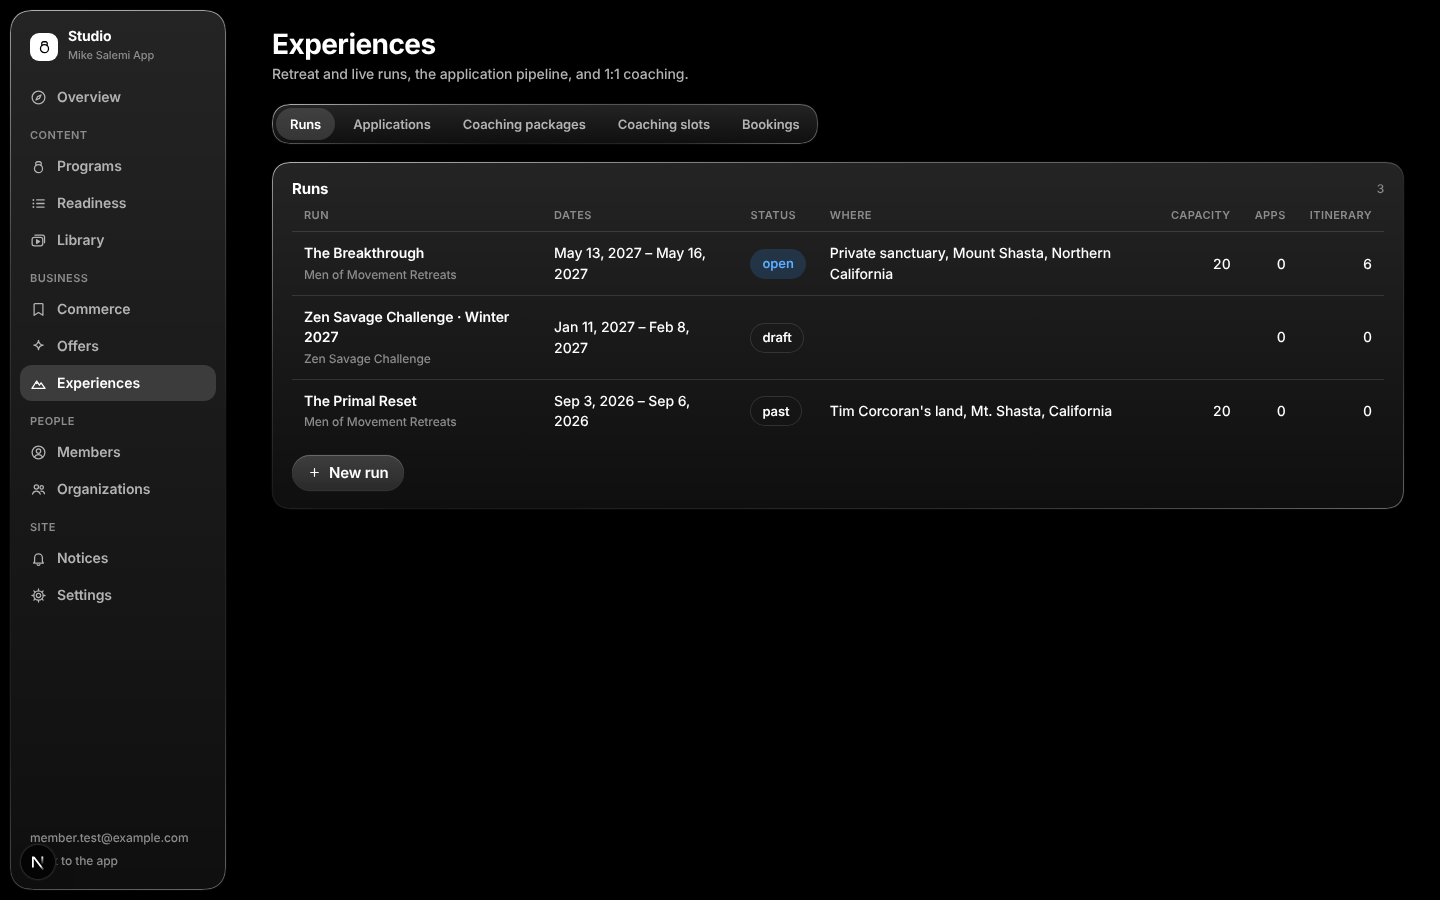 Studio
Mike Salemi App
Overview
CONTENT
Programs
Readiness
Library
BUSINESS
Commerce
Offers
Experiences
PEOPLE
Members
Organizations
SITE
Notices
Settings
member.test@example.com
to the app
N
Experiences
Retreat and live runs, the application pipeline, and 1:1 coaching.
Runs Applications Coaching packages Coaching slots Bookings
Runs 3
RUN DATES STATUS WHERE CAPACITY APPS ITINERARY
The Breakthrough
Men of Movement Retreats
May 13, 2027 – May 16,
2027
open
Private sanctuary, Mount Shasta, Northern
California
20 0 6
Zen Savage Challenge · Winter
2027
Zen Savage Challenge
Jan 11, 2027 – Feb 8,
2027
draft
0 0
The Primal Reset
Men of Movement Retreats
Sep 3, 2026 – Sep 6,
2026
past
Tim Corcoran's land, Mt. Shasta, California
20 0 0
+ New run